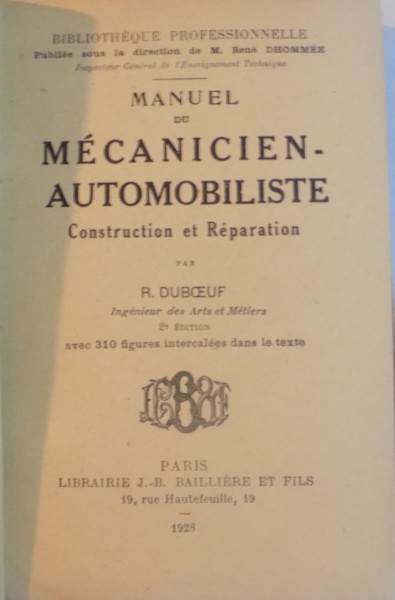 BIBLIOTHÈQUE PROFESSIONNELLE
Publiée sous la direction de M. René DHOMMÉE
Inspecteur Général de l'Enseignement Technique
MANUEL
DU
MÉCANICIEN-
AUTOMOBILISTE
Construction et Réparation
PAR
R. DUBŒUF
Ingénieur des Arts et Métiers
2e ÉDITION
avec 310 figures intercalées dans le texte
PARIS
LIBRAIRIE J.-B. BAILLIÈRE ET FILS
19, rue Hautefeuille, 19
1928